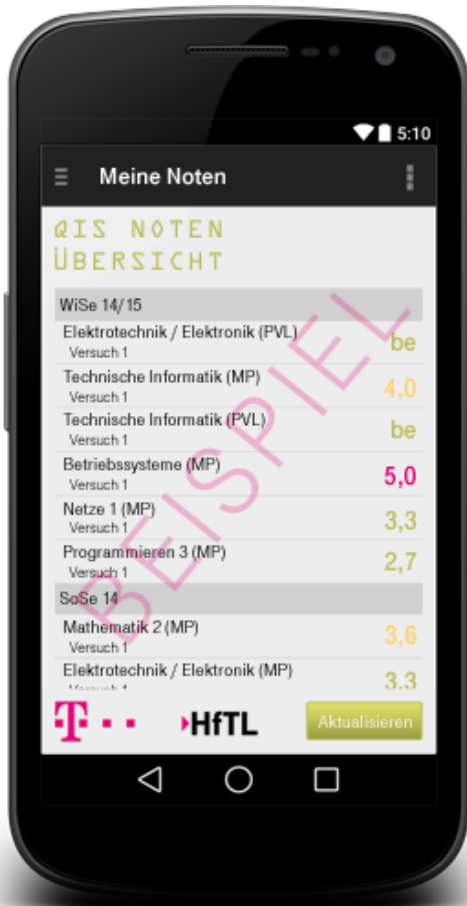 5:10
Meine Noten
QIS NOTEN
ÜBERSICHT
WiSe 14/15
Elektrotechnik / Elektronik (PVL)
be
Versuch 1
Technische Informatik (MP)
4,0
Versuch 1
Technische Informatik (PVL)
be
Versuch 1
Betriebssysteme (MP)
5,0
Versuch 1
Netze 1 (MP)
3,3
Versuch 1
Programmieren 3 (MP)
2,7
Versuch 1
SoSe 14
Mathematik 2 (MP)
3,6
Versuch 1
Elektrotechnik / Elektronik (MP)
3,3
BEISPIEL
T
HfTL
Aktualisieren